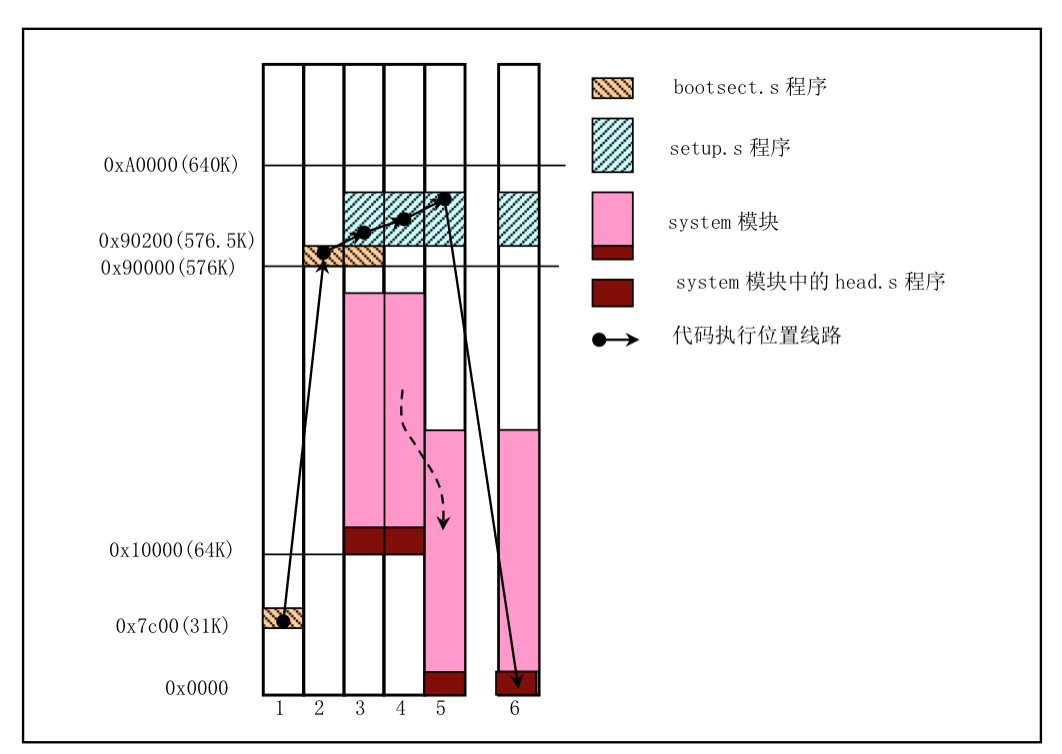 bootsect.s 程序
setup.s 程序
system 模块
system 模块中的 head.s 程序
代码执行位置线路
0xA0000(640K)
0x90200(576.5K)
0x90000(576K)
0x10000(64K)
0x7c00(31K)
0x0000
1 2 3 4 5 6